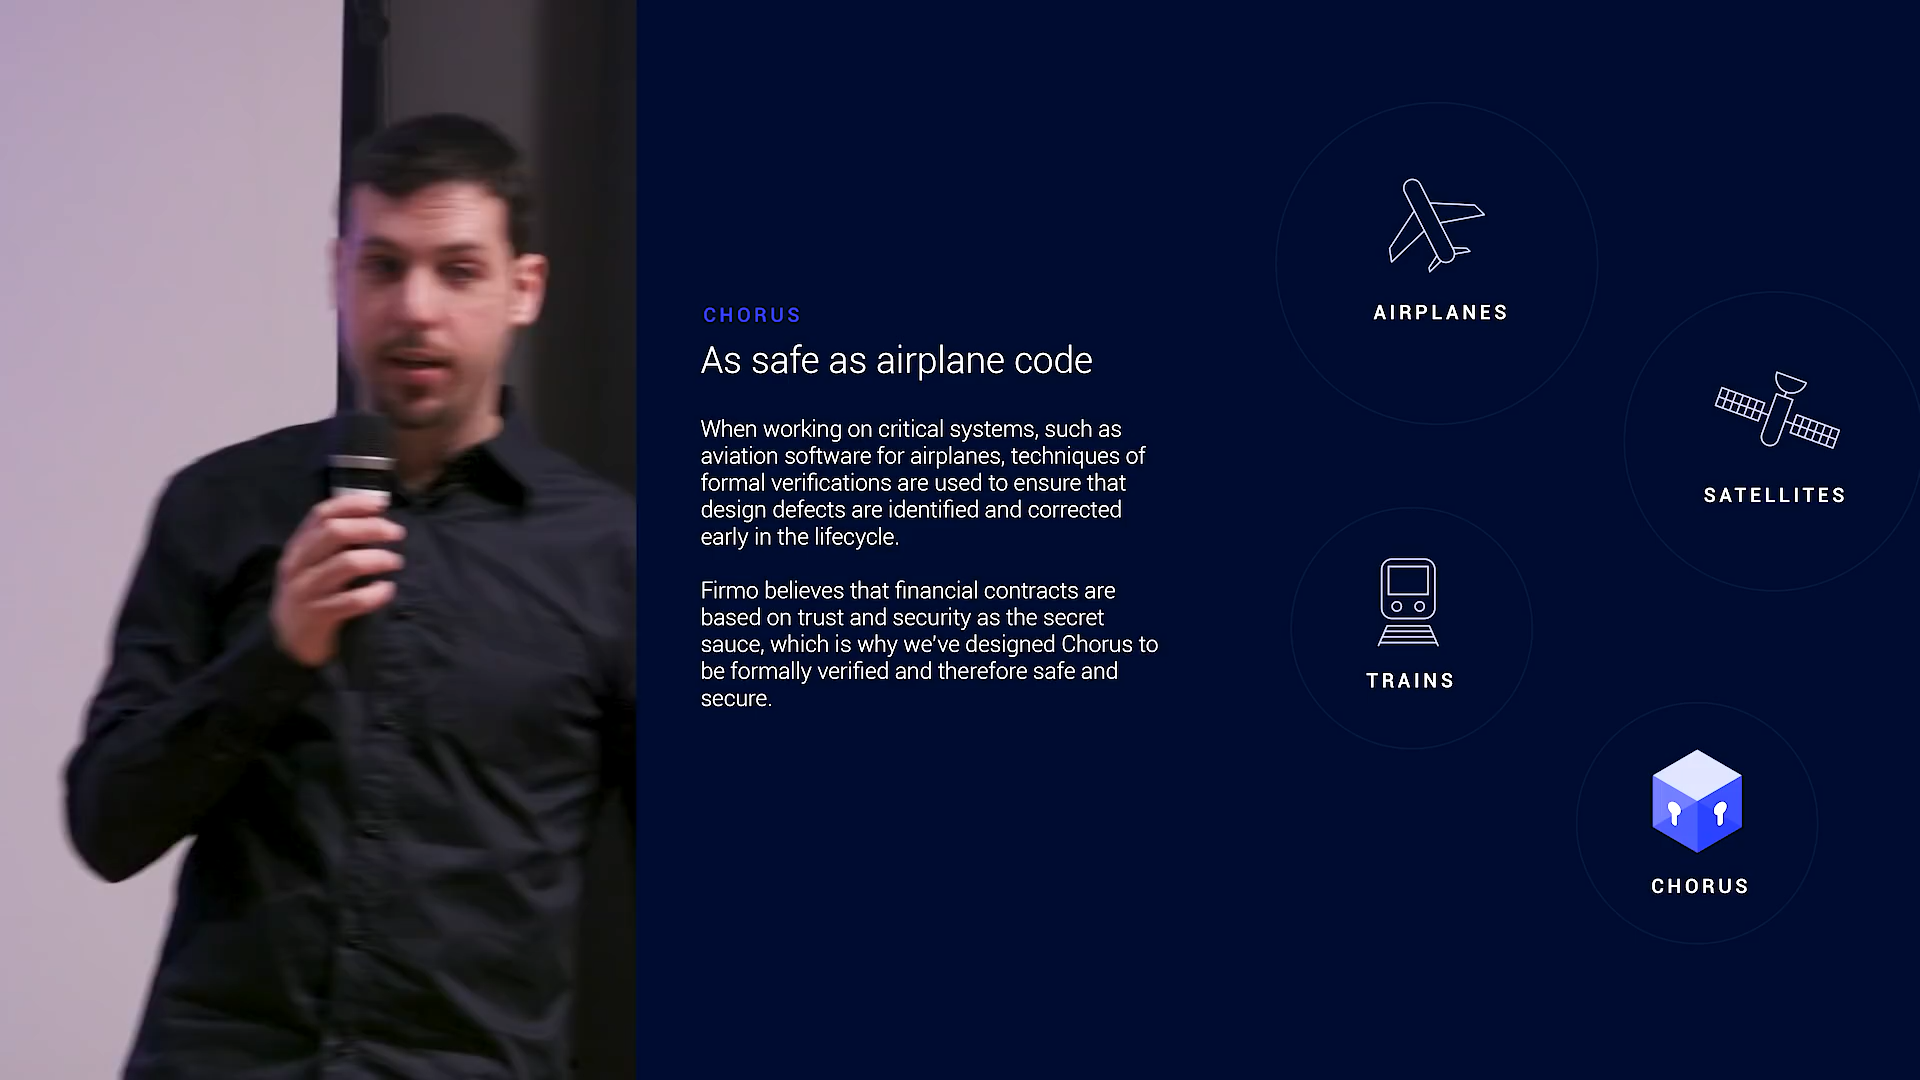 CHORUS
As safe as airplane code
When working on critical systems, such as
aviation software for airplanes, techniques of
formal verifications are used to ensure that
design defects are identified and corrected
early in the lifecycle.
Firmo believes that financial contracts are
based on trust and security as the secret
sauce, which is why we've designed Chorus to
be formally verified and therefore safe and
secure.
AIRPLANES
SATELLITES
TRAINS
CHORUS